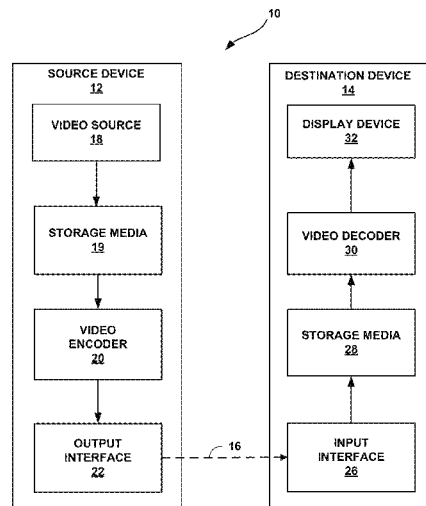 10
SOURCE DEVICE
12
VIDEO SOURCE
18
STORAGE MEDIA
19
VIDEO
ENCODER
20
OUTPUT
INTERFACE
22
16
DESTINATION DEVICE
14
DISPLAY DEVICE
32
VIDEO DECODER
30
STORAGE MEDIA
28
INPUT
INTERFACE
26